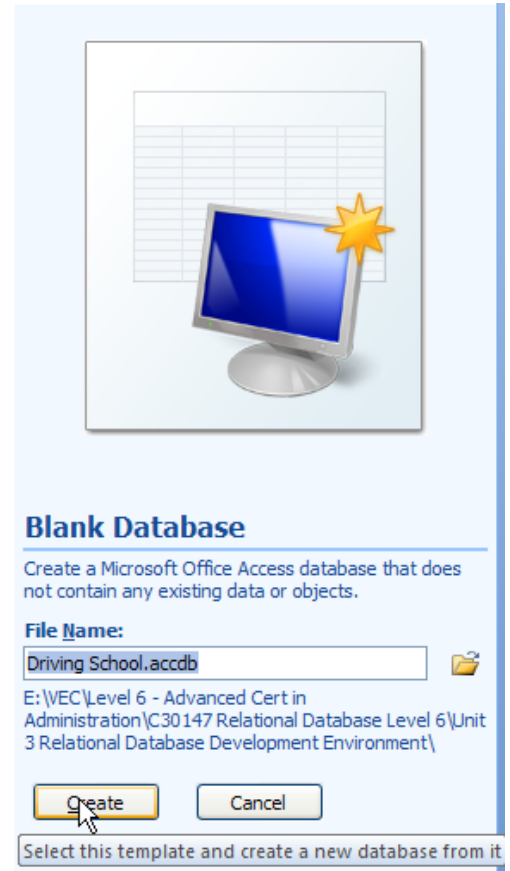 Blank Database
Create a Microsoft Office Access database that does
not contain any existing data or objects.
File Name:
Driving School.accdb
E:\VEC\Level 6 - Advanced Cert in
Administration\C30147 Relational Database Level 6\Unit
3 Relational Database Development Environment\
Create Cancel
Select this template and create a new database from it